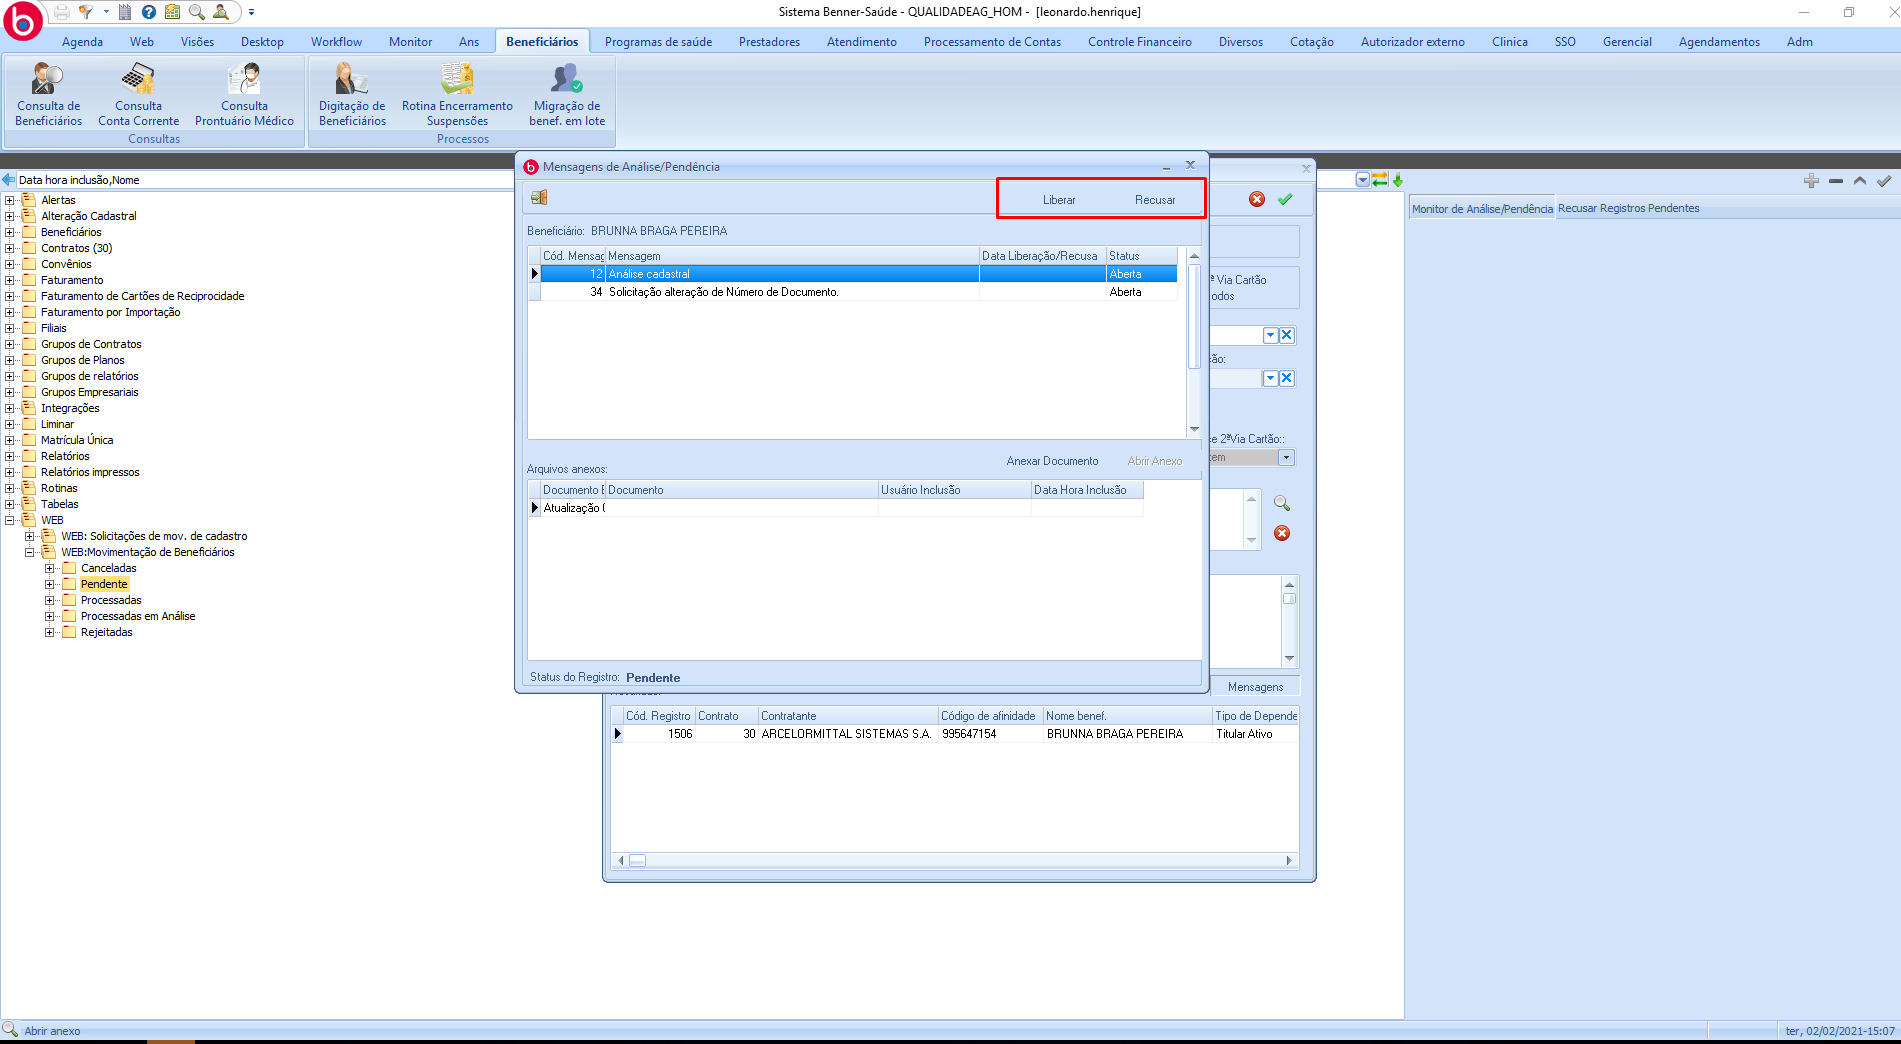 Sistema Benner-Saúde - QUALIDADEAG_HOM - [leonardo.henrique]
Agenda Web Visões Desktop Workflow Monitor Ans Beneficiários Programas de saúde Prestadores Atendimento Processamento de Contas Controle Financeiro Diversos Cotação Autorizador externo Clinica SSO Gerencial Agendamentos Adm
Consulta de Beneficiários
Consulta Conta Corrente
Consulta Prontuário Médico
Consultas
Digitação de Beneficiários
Rotina Encerramento Suspensões
Migração de benef. em lote
Processos
Data hora inclusão,Nome
Alertas
Alteração Cadastral
Beneficiários
Contratos (30)
Convênios
Faturamento
Faturamento de Cartões de Reciprocidade
Faturamento por Importação
Filiais
Grupos de Contratos
Grupos de Planos
Grupos de relatórios
Grupos Empresariais
Integrações
Liminar
Matrícula Única
Relatórios
Relatórios impressos
Rotinas
Tabelas
WEB
WEB: Solicitações de mov. de cadastro
WEB:Movimentação de Beneficiários
Canceladas
Pendente
Processadas
Processadas em Análise
Rejeitadas
Mensagens de Análise/Pendência
Liberar Recusar
Beneficiário: BRUNNA BRAGA PEREIRA
Cód. Mensag Mensagem Data Liberação/Recusa Status
12 Análise cadastral Aberta
34 Solicitação alteração de Número de Documento. Aberta
Anexar Documento Abrir Anexo
Arquivos anexos:
Documento E Documento Usuário Inclusão Data Hora Inclusão
Atualização (
Status do Registro: Pendente
ª Via Cartão
odos
ão:
e 2ªVia Cartão::
em
Mensagens
Cód. Registro Contrato Contratante Código de afinidade Nome benef. Tipo de Depende
1506 30 ARCELORMITTAL SISTEMAS S.A. 995647154 BRUNNA BRAGA PEREIRA Titular Ativo
Monitor de Análise/Pendência Recusar Registros Pendentes
Abrir anexo
ter, 02/02/2021-15:07